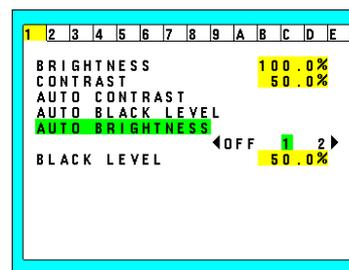 1 2 3 4 5 6 7 8 9 A B C D E
BRIGHTNESS 100.0%
CONTRAST 50.0%
AUTO CONTRAST
AUTO BLACK LEVEL
AUTO BRIGHTNESS
OFF 1 2
BLACK LEVEL 50.0%